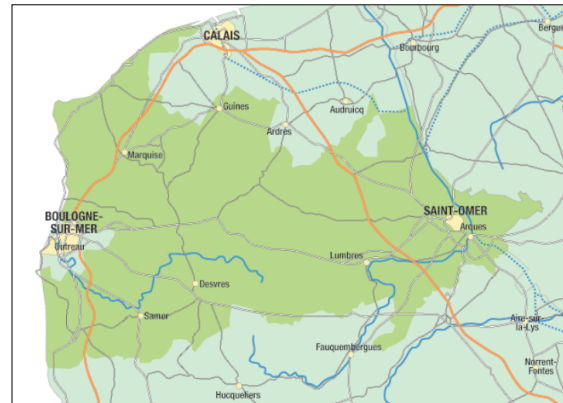 CALAIS
Bourbourg
Bergue
Guînes
Audruicq
Ardres
Marquise
BOULOGNE-
SUR-MER
Outreau
SAINT-OMER
Arques
Lumbres
Desvres
Samer
Aire-sur-
la-Lys
Fauquembergues
Norrent-
Fontes
Hucqueliers